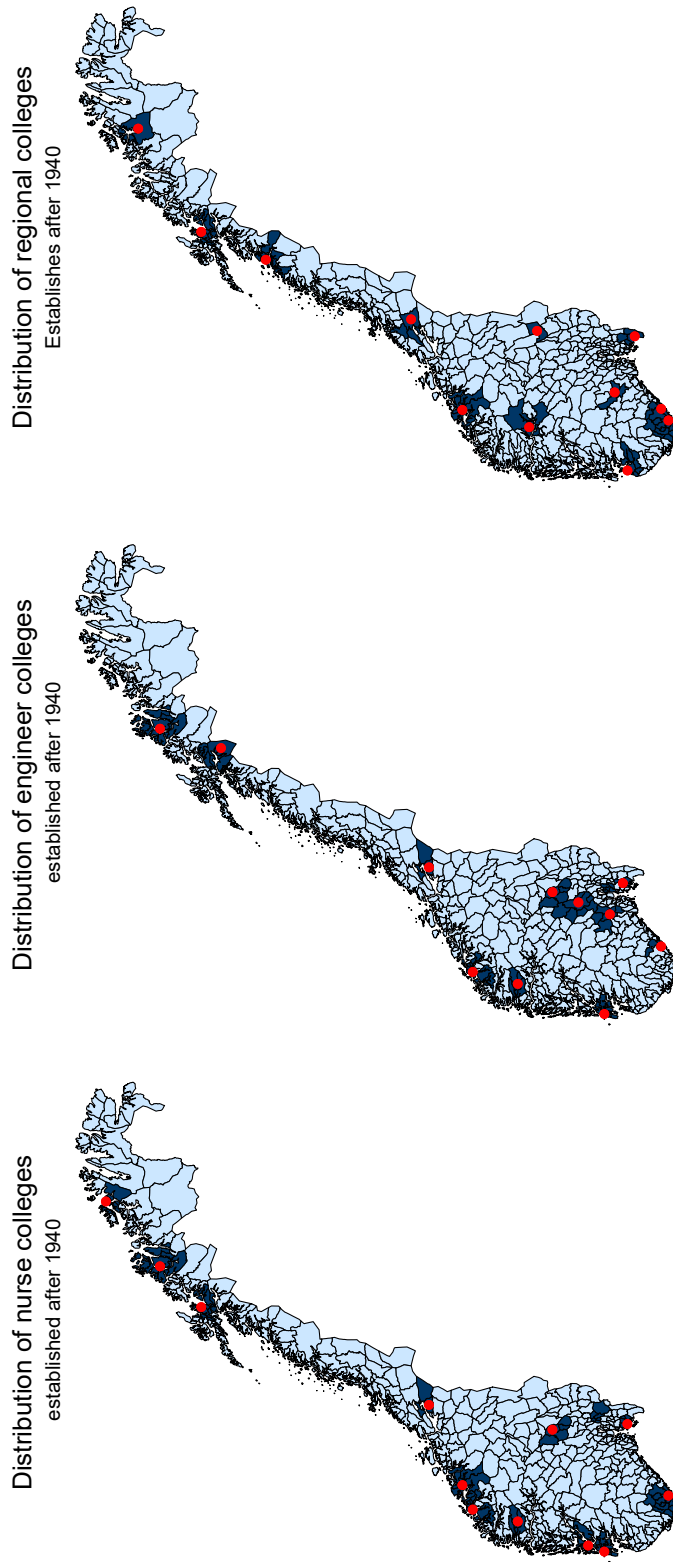 Distribution of regional colleges
Establishes after 1940
Distribution of engineer colleges
established after 1940
Distribution of nurse colleges
established after 1940